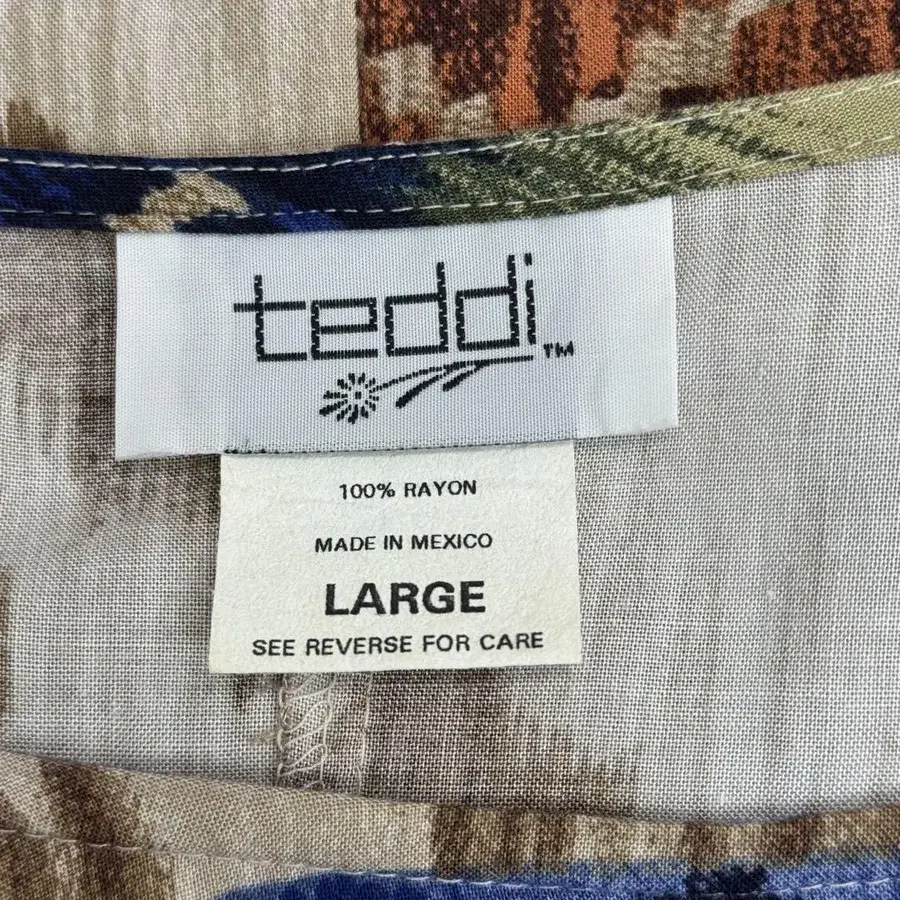 teddi™
100% RAYON
MADE IN MEXICO
LARGE
SEE REVERSE FOR CARE